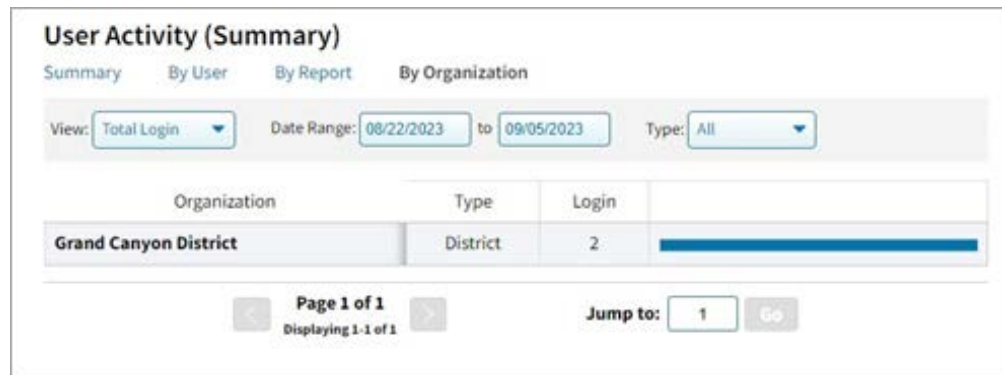 User Activity (Summary)
Summary By User By Report By Organization
View: Total Login Date Range: 08/22/2023 to 09/05/2023 Type: All
Organization Type Login
Grand Canyon District District 2
< Page 1 of 1 > Jump to: 1 Go
Displaying 1-1 of 1